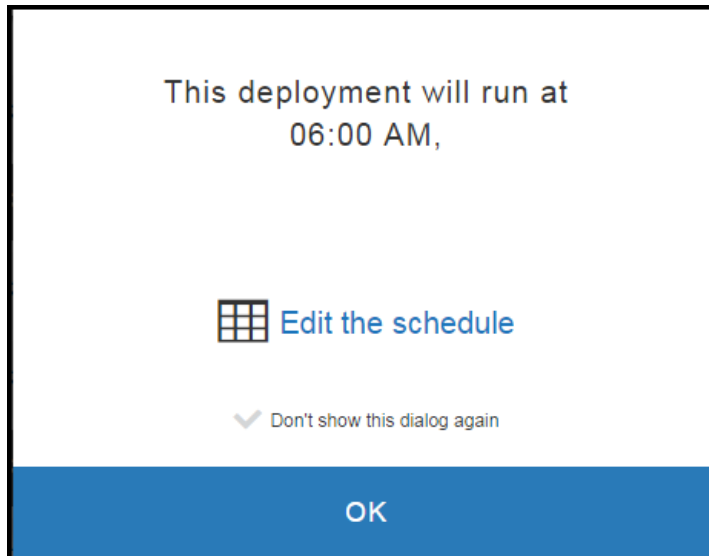 This deployment will run at
06:00 AM,
Edit the schedule
Don't show this dialog again
OK